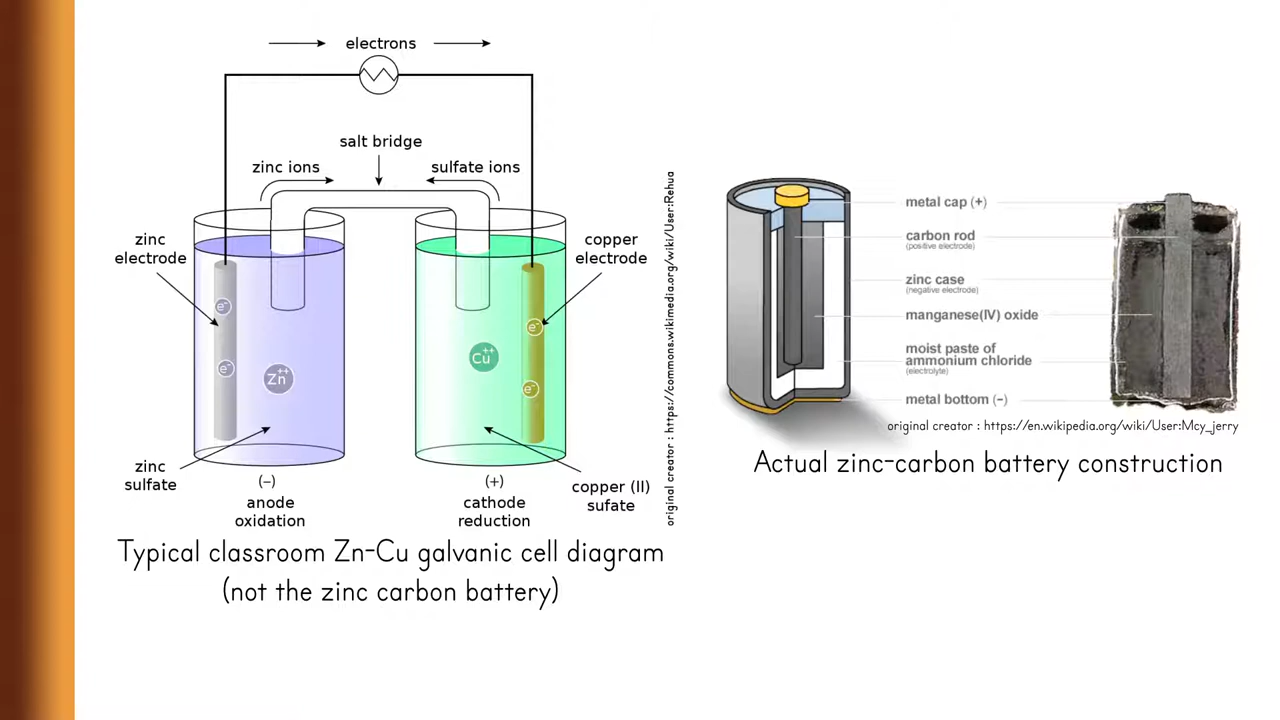 electrons
salt bridge
zinc ions
sulfate ions
zinc
electrode
copper
electrode
e⁻
e⁻
Zn⁺⁺
Cu⁺⁺
e⁻
e⁻
zinc
sulfate
(–)
anode
oxidation
(+)
cathode
reduction
copper (II)
sufate
original creator : https://commons.wikimedia.org/wiki/User:Rehua
Typical classroom Zn-Cu galvanic cell diagram
(not the zinc carbon battery)
metal cap (+)
carbon rod
(positive electrode)
zinc case
(negative electrode)
manganese(IV) oxide
moist paste of
ammonium chloride
(electrolyte)
metal bottom (–)
original creator : https://en.wikipedia.org/wiki/User:Mcy_jerry
Actual zinc-carbon battery construction